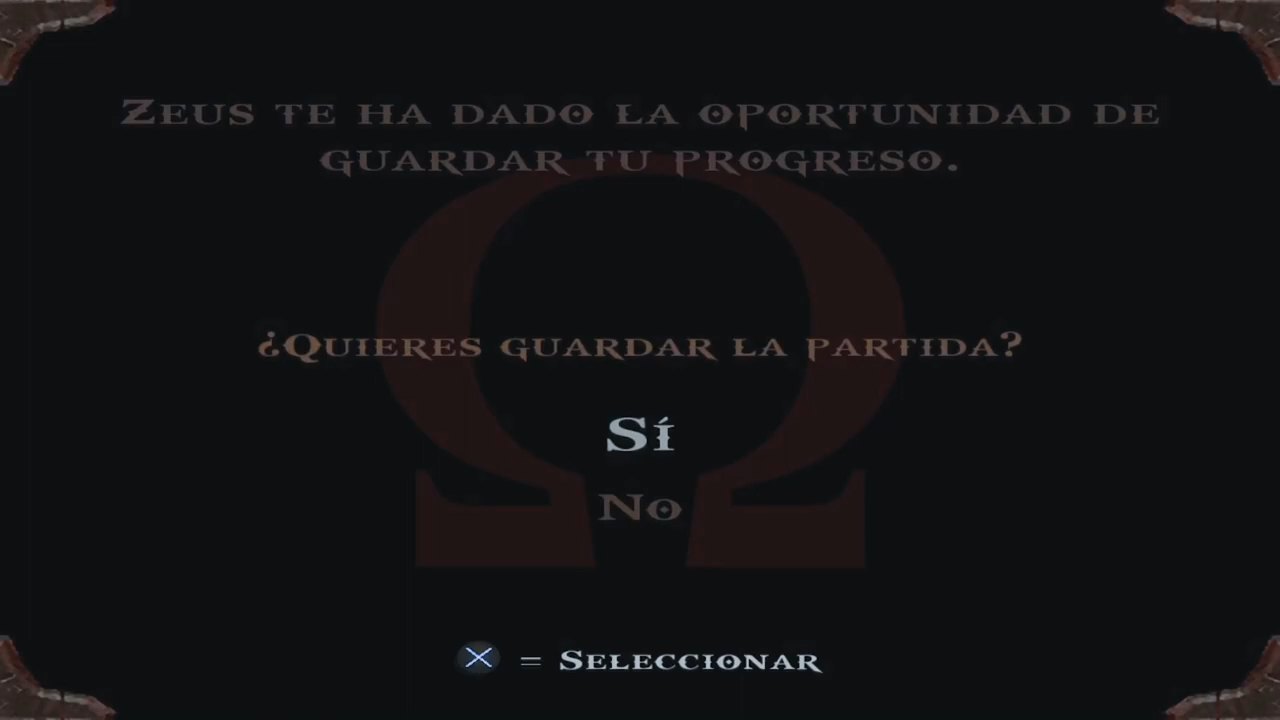 Zeus te ha dado la oportunidad de
guardar tu progreso.
¿Quieres guardar la partida?
Sí
No
= Seleccionar